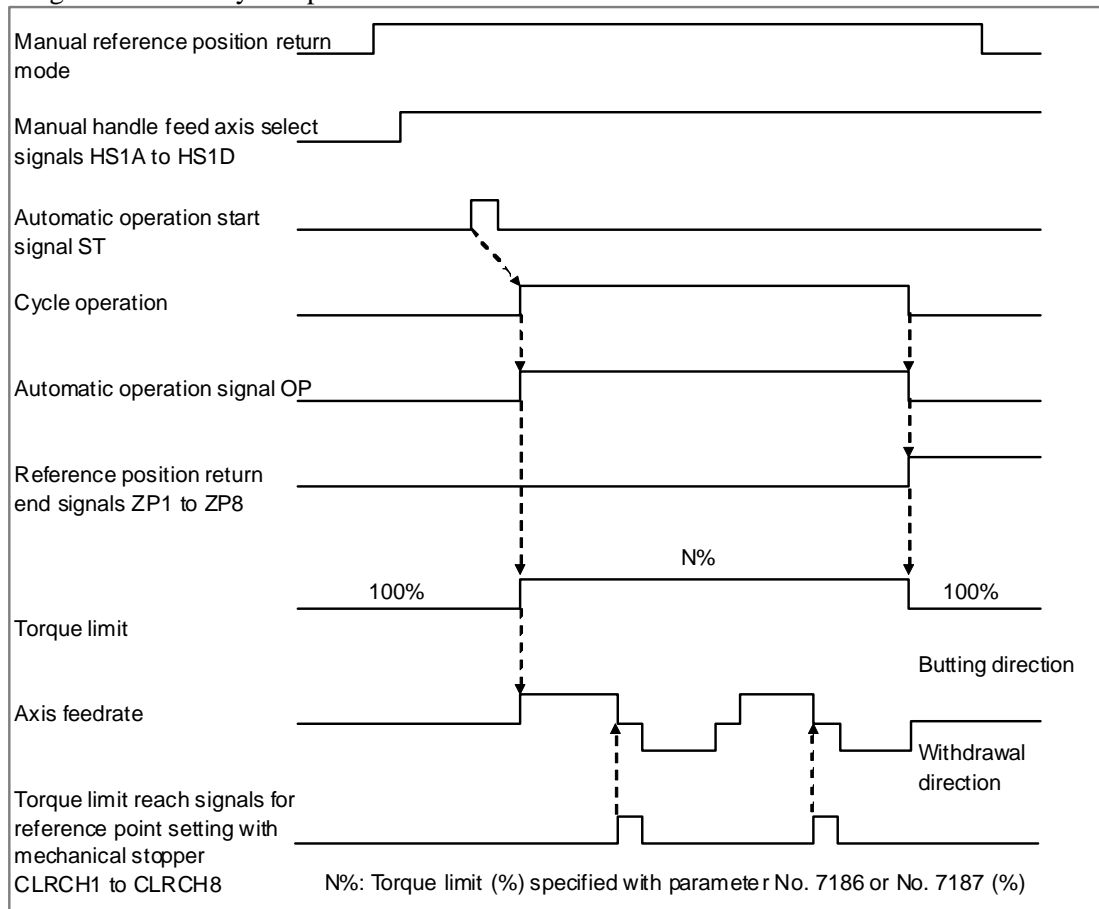 Manual reference position return
mode
Manual handle feed axis select
signals HS1A to HS1D
Automatic operation start
signal ST
Cycle operation
Automatic operation signal OP
Reference position return
end signals ZP1 to ZP8
N%
100%
100%
Torque limit
Butting direction
Axis feedrate
Withdrawal
direction
Torque limit reach signals for
reference point setting with
mechanical stopper
CLRCH1 to CLRCH8
N%: Torque limit (%) specified with parameter No. 7186 or No. 7187 (%)